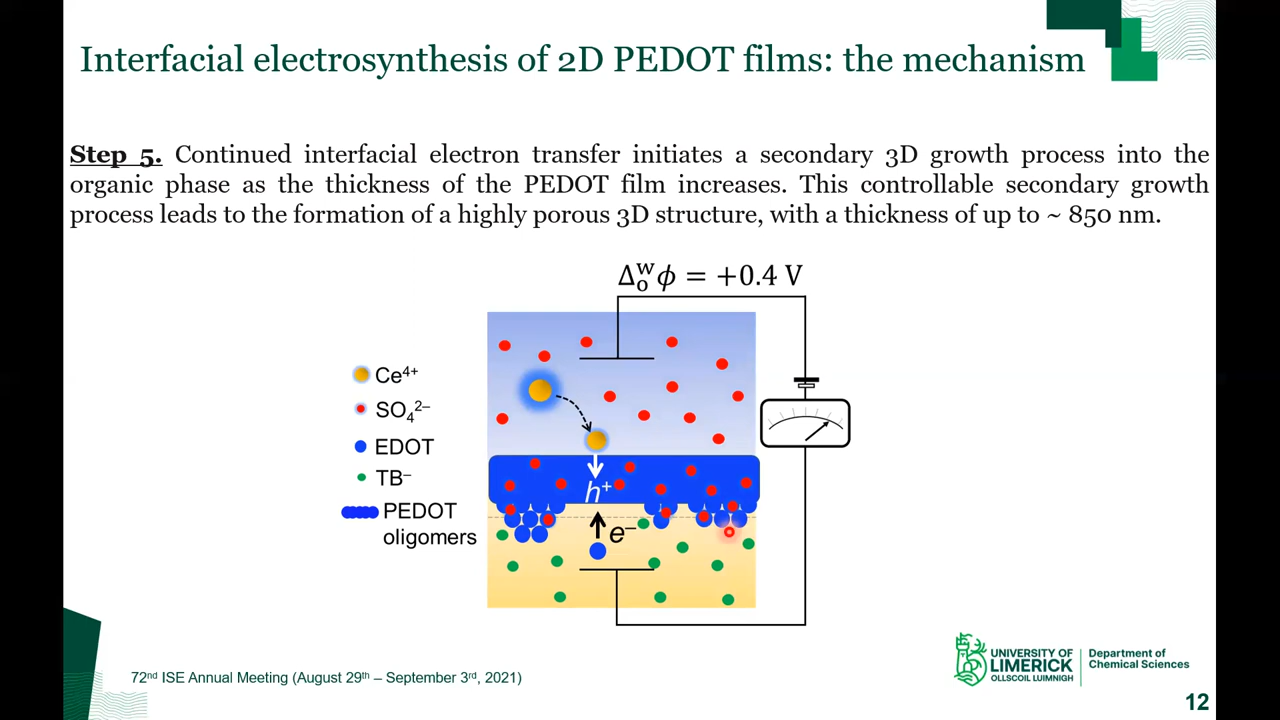 Interfacial electrosynthesis of 2D PEDOT films: the mechanism
Step 5. Continued interfacial electron transfer initiates a secondary 3D growth process into the
organic phase as the thickness of the PEDOT film increases. This controllable secondary growth
process leads to the formation of a highly porous 3D structure, with a thickness of up to ~ 850 nm.
Δ_o^w ϕ = +0.4 V
Ce⁴⁺
SO₄²⁻
EDOT
TB⁻
PEDOT
oligomers
h⁺
e⁻
72ⁿᵈ ISE Annual Meeting (August 29ᵗʰ – September 3ʳᵈ, 2021)
UNIVERSITY OF
LIMERICK
OLLSCOIL LUIMNIGH
Department of
Chemical Sciences
12